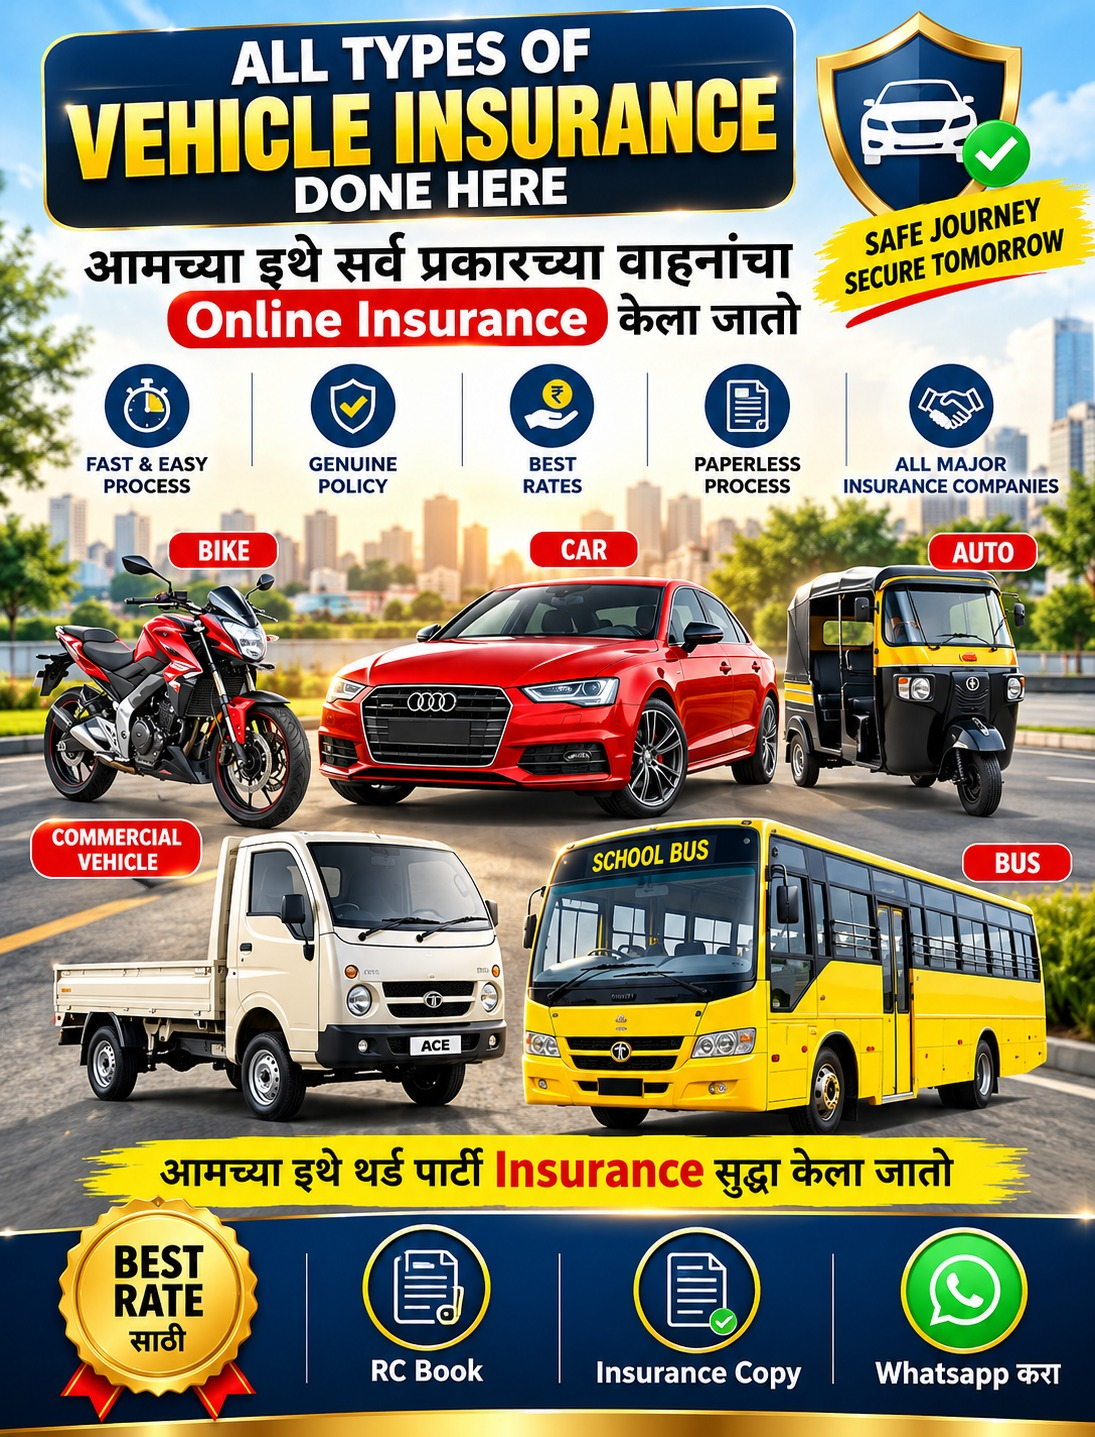 ALL TYPES OF
VEHICLE INSURANCE
DONE HERE
SAFE JOURNEY
SECURE TOMORROW
आमच्या इथे सर्व प्रकारच्या वाहनांचा
Online Insurance केला जातो
FAST & EASY
PROCESS
GENUINE
POLICY
BEST
RATES
PAPERLESS
PROCESS
ALL MAJOR
INSURANCE COMPANIES
BIKE
CAR
AUTO
COMMERCIAL
VEHICLE
ACE
SCHOOL BUS
BUS
आमच्या इथे थर्ड पार्टी Insurance सुद्धा केला जातो
BEST
RATE
साठी
RC Book
Insurance Copy
Whatsapp करा